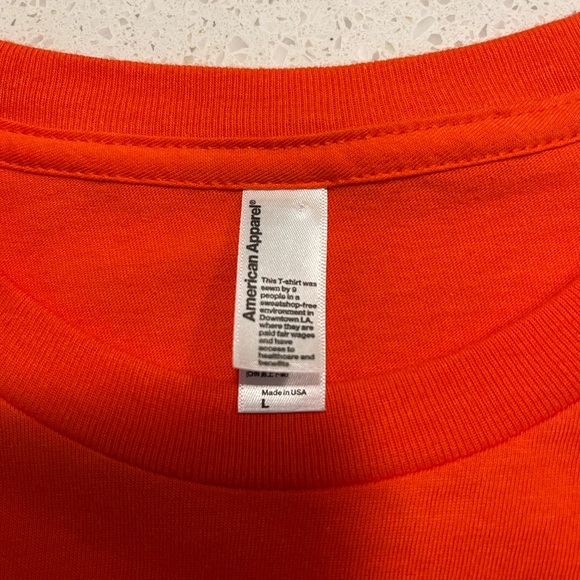 American Apparel®
This T-shirt was
sewn by 9
people in a
sweatshop-free
environment in
Downtown LA,
where they are
paid fair wages
and have
access to
healthcare and
benefits
Made in USA
L